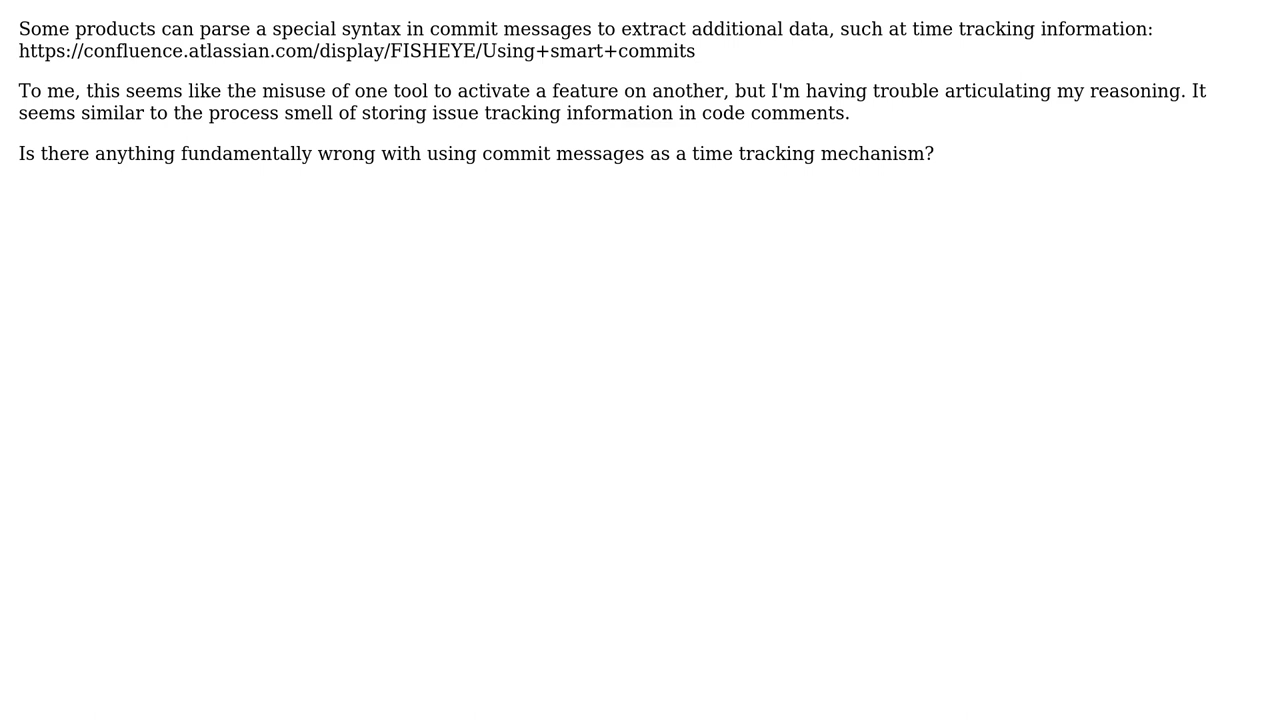 Some products can parse a special syntax in commit messages to extract additional data, such at time tracking information:
https://confluence.atlassian.com/display/FISHEYE/Using+smart+commits
To me, this seems like the misuse of one tool to activate a feature on another, but I'm having trouble articulating my reasoning. It
seems similar to the process smell of storing issue tracking information in code comments.
Is there anything fundamentally wrong with using commit messages as a time tracking mechanism?